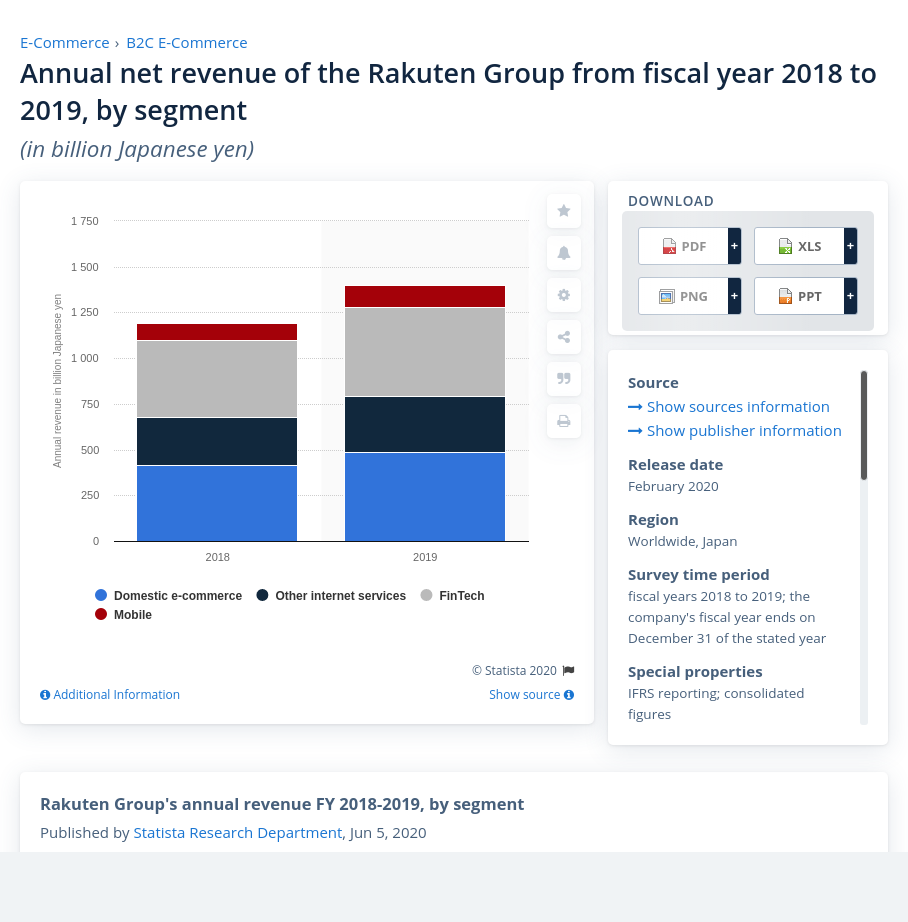 E-Commerce › B2C E-Commerce
Annual net revenue of the Rakuten Group from fiscal year 2018 to
2019, by segment
(in billion Japanese yen)
Annual revenue in billion Japanese yen
1 750
1 500
1 250
1 000
750
500
250
0
2018
2019
Domestic e-commerce
Other internet services
FinTech
Mobile
© Statista 2020
Additional Information
Show source
DOWNLOAD
PDF +
XLS +
PNG +
PPT +
Source
Show sources information
Show publisher information
Release date
February 2020
Region
Worldwide, Japan
Survey time period
fiscal years 2018 to 2019; the
company's fiscal year ends on
December 31 of the stated year
Special properties
IFRS reporting; consolidated
figures
Rakuten Group's annual revenue FY 2018-2019, by segment
Published by Statista Research Department, Jun 5, 2020